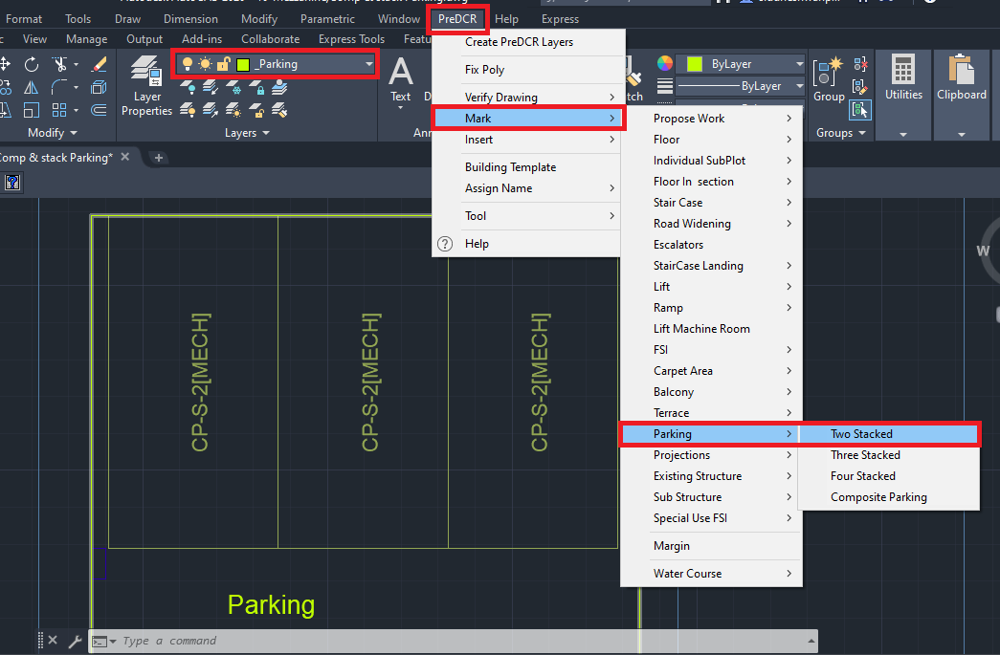 Format Tools Draw Dimension Modify Parametric Window PreDCR Help Express
View Manage Output Add-ins Collaborate Express Tools
_Parking
ByLayer
ByLayer
Layer
Properties
Text
Group
Utilities
Clipboard
Modify
Layers
Groups
Comp & stack Parking*
Create PreDCR Layers
Fix Poly
Verify Drawing
Mark
Insert
Building Template
Assign Name
Tool
Help
Propose Work
Floor
Individual SubPlot
Floor In section
Stair Case
Road Widening
Escalators
StairCase Landing
Lift
Ramp
Lift Machine Room
FSI
Carpet Area
Balcony
Terrace
Parking
Projections
Existing Structure
Sub Structure
Special Use FSI
Margin
Water Course
Two Stacked
Three Stacked
Four Stacked
Composite Parking
W
CP-S-2[MECH]
CP-S-2[MECH]
CP-S-2[MECH]
Parking
Type a command